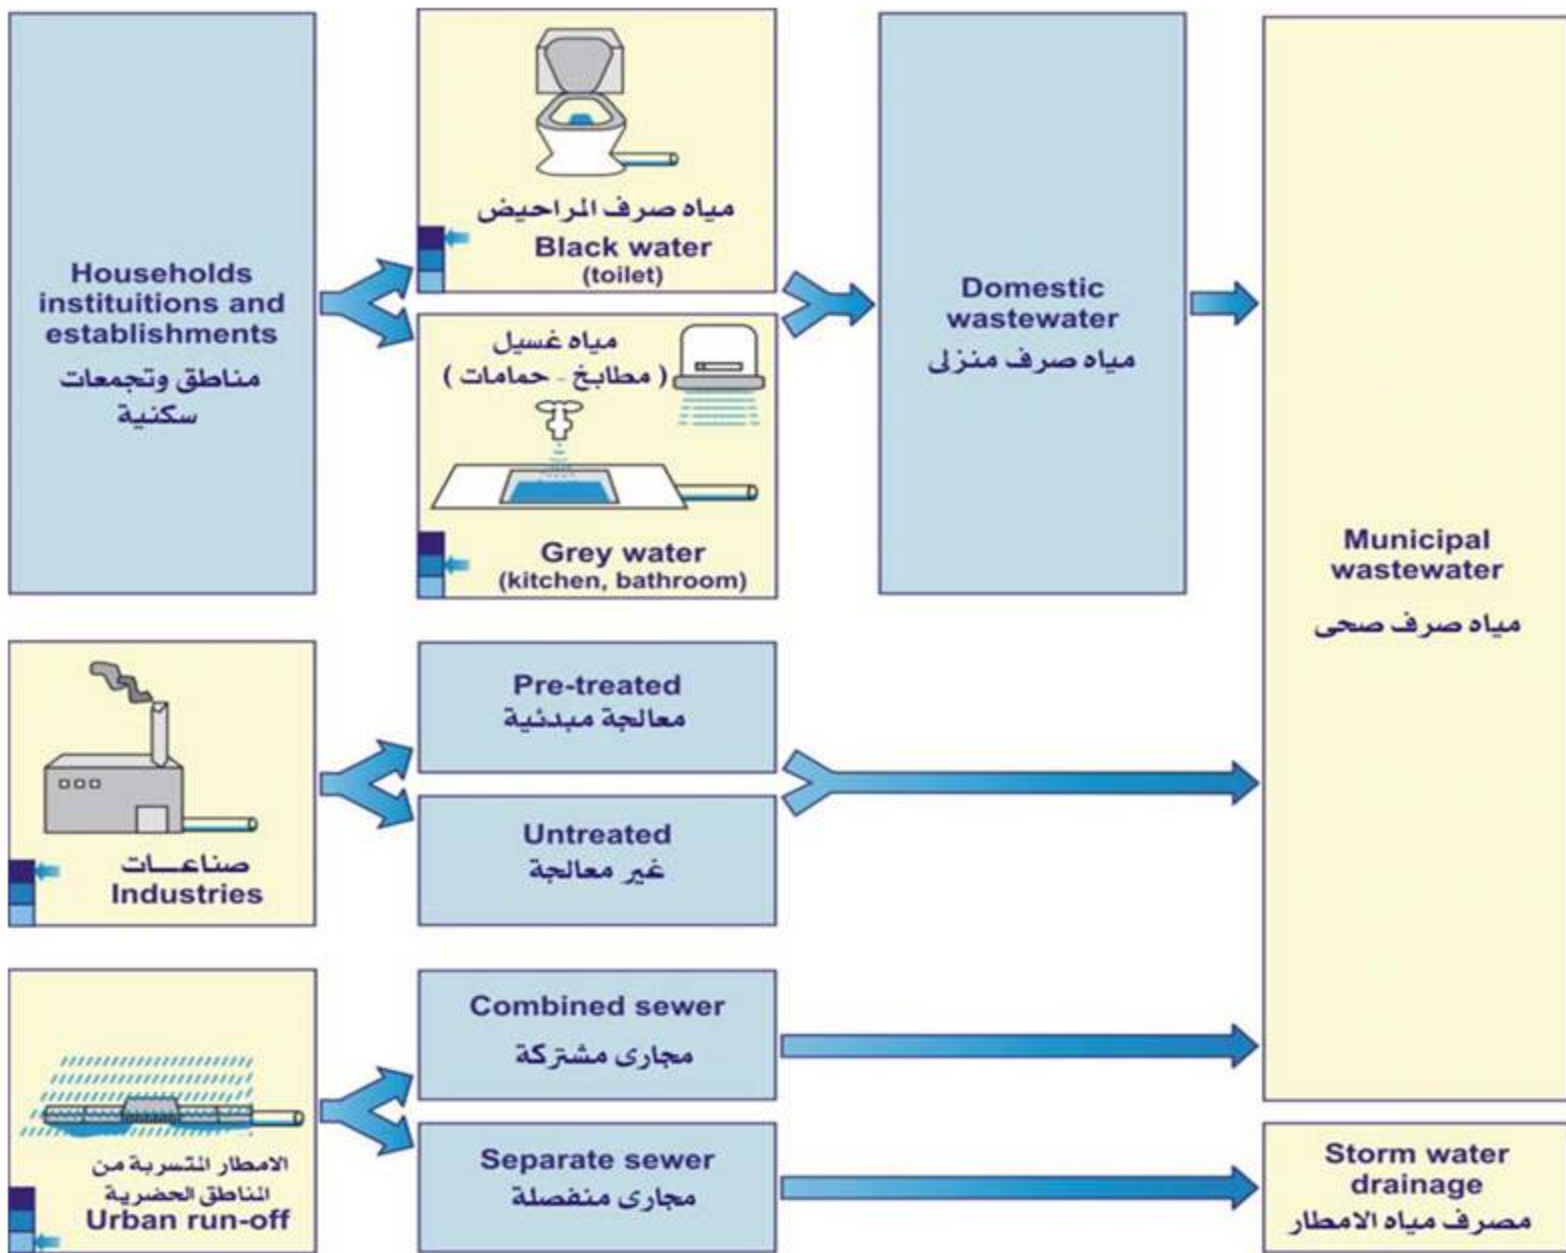 Households
instituitions and
establishments
مناطق وتجمعات
سكنية
مياه صرف المراحيض
Black water
(toilet)
مياه غسيل
( مطابخ - حمامات )
Grey water
(kitchen, bathroom)
Domestic
wastewater
مياه صرف منزلى
Municipal
wastewater
مياه صرف صحى
صناعـــات
Industries
Pre-treated
معالجة مبدئية
Untreated
غير معالجة
الامطار المتسربة من
المناطق الحضرية
Urban run-off
Combined sewer
مجارى مشتركة
Separate sewer
مجارى منفصلة
Storm water
drainage
مصرف مياه الامطار